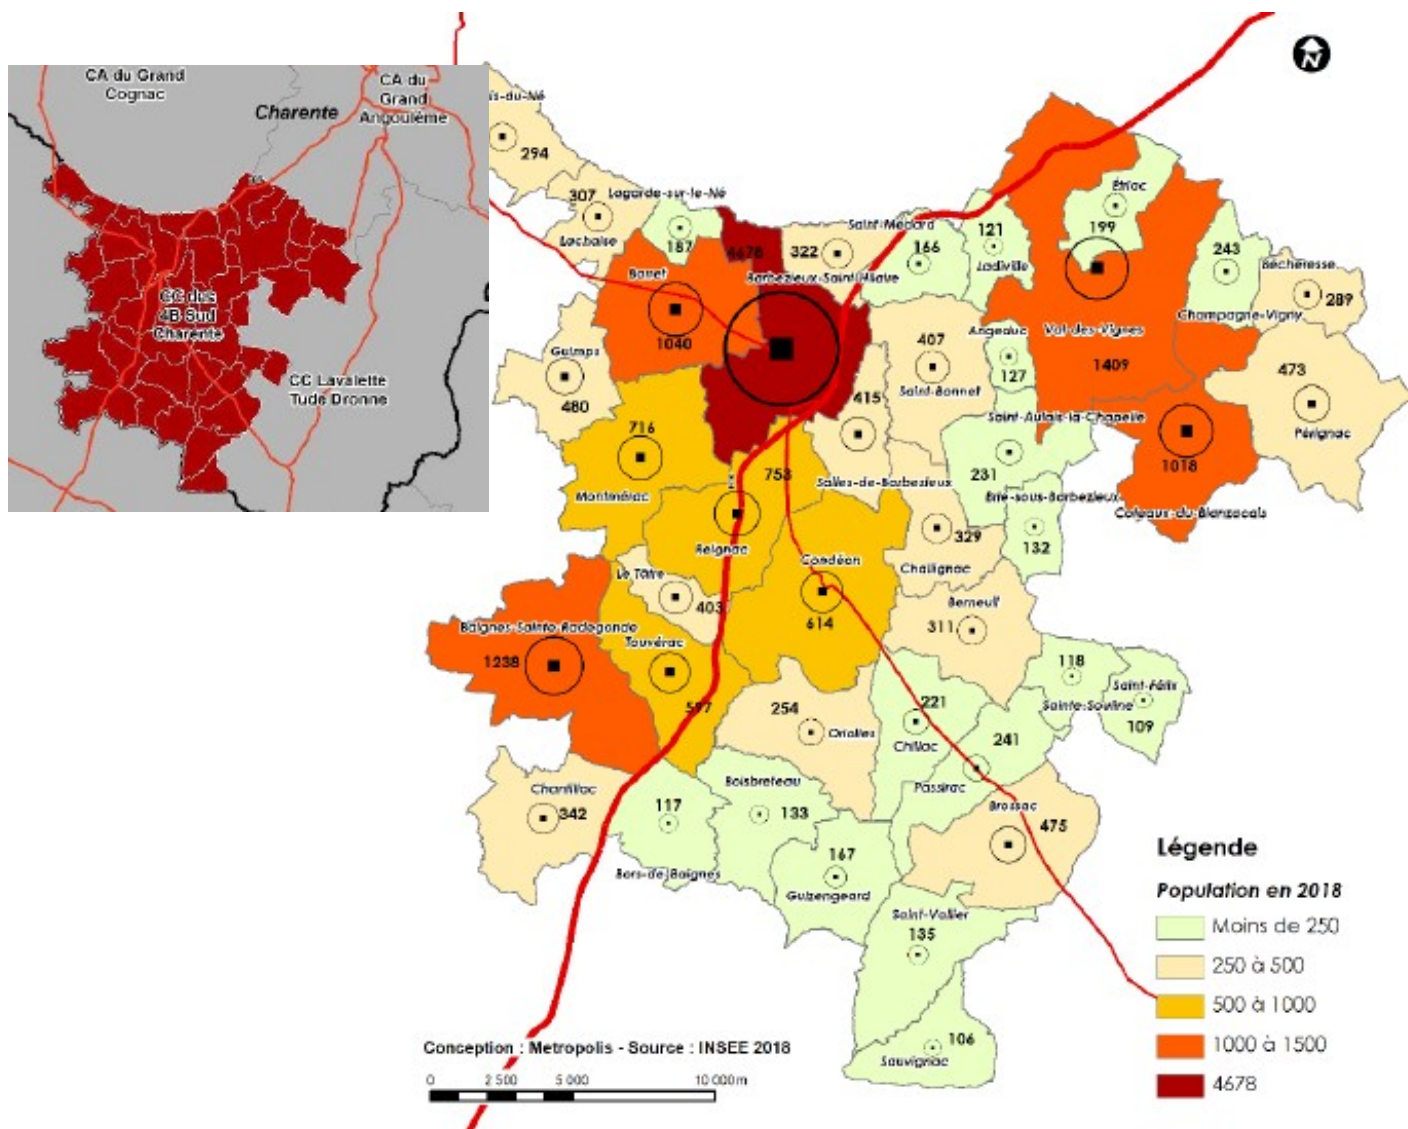 CA du Grand
Cognac
CA du
Grand
Angoulême
Charente
CC des
4B Sud
Charente
CC Lavalette
Tude Dronne
N
is-du-Né
294
307
Lachaise
Lagarde-sur-le-Né
187
4678
Barbezieux-Saint-Hilaire
322
Saint-Médard
166
121
Ladiville
Étriac
199
243
Champagne-Vigny
Bécheresse
289
Barret
1040
Guimps
480
407
Saint-Bonnet
Angeduc
127
Val-des-Vignes
1409
473
Pérignac
415
Salles-de-Barbezieux
Saint-Aulais-la-Chapelle
231
1018
Coteaux-du-Blanzacais
716
Montmérac
753
Reignac
Brie-sous-Barbezieux
132
329
Challignac
Condéon
614
Le Tâtre
403
Berneuil
311
Baignes-Sainte-Radegonde
1238
Touvérac
597
118
Sainte-Souline
Saint-Félix
109
254
Oriolles
221
Chillac
241
Passirac
Chantillac
342
117
Bors-de-Baignes
Boisbreteau
133
Brossac
475
167
Guizengeard
Saint-Vallier
135
106
Sauvignac
Légende
Population en 2018
Moins de 250
250 à 500
500 à 1000
1000 à 1500
4678
Conception : Metropolis - Source : INSEE 2018
0 2 500 5 000 10 000 m